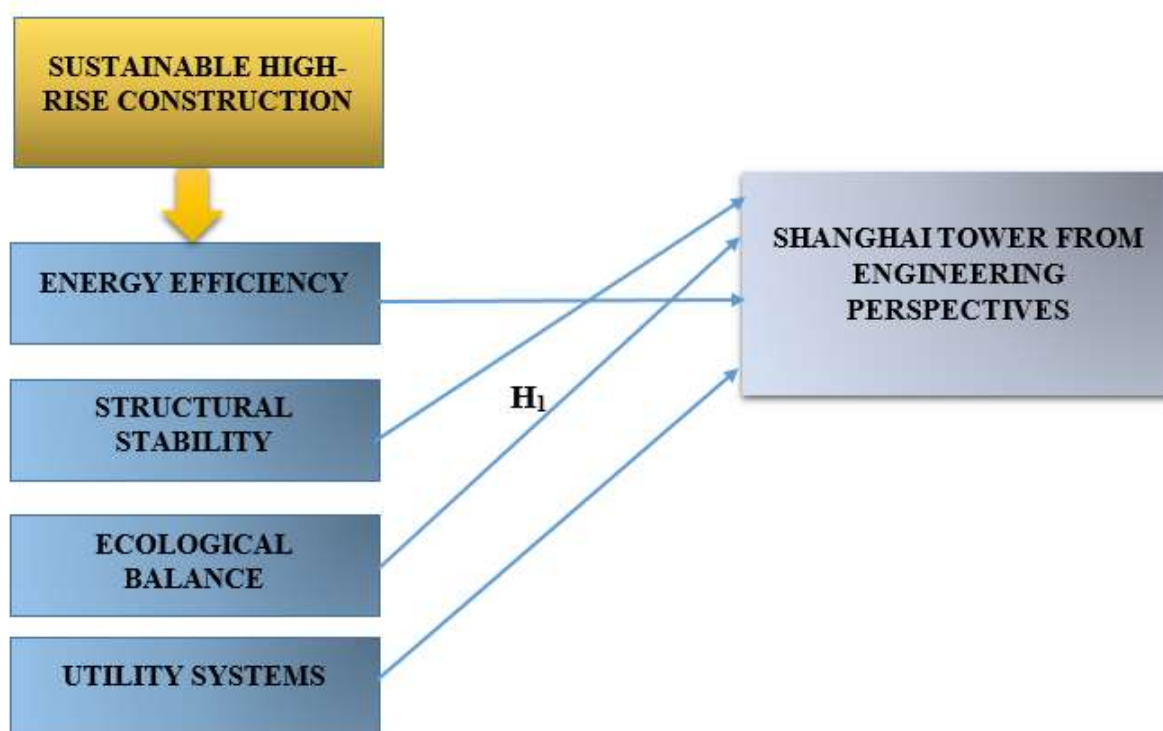 SUSTAINABLE HIGH-
RISE CONSTRUCTION
ENERGY EFFICIENCY
STRUCTURAL
STABILITY
ECOLOGICAL
BALANCE
UTILITY SYSTEMS
H1
SHANGHAI TOWER FROM
ENGINEERING
PERSPECTIVES